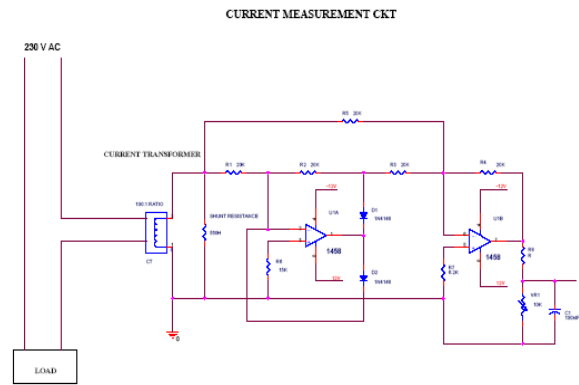 CURRENT MEASUREMENT CKT
230 V AC
R5 20K
CURRENT TRANSFORMER
R1 20K
R2 20K
R3 20K
R4 20K
-12V
-12V
100:1 RATIO
SHUNT RESISTANCE
U1A
D1
1N4148
U1B
1458
1458
R6
15K
D2
1N4148
R7
8.2K
12V
12V
CT
VR1
10K
C1
0
LOAD